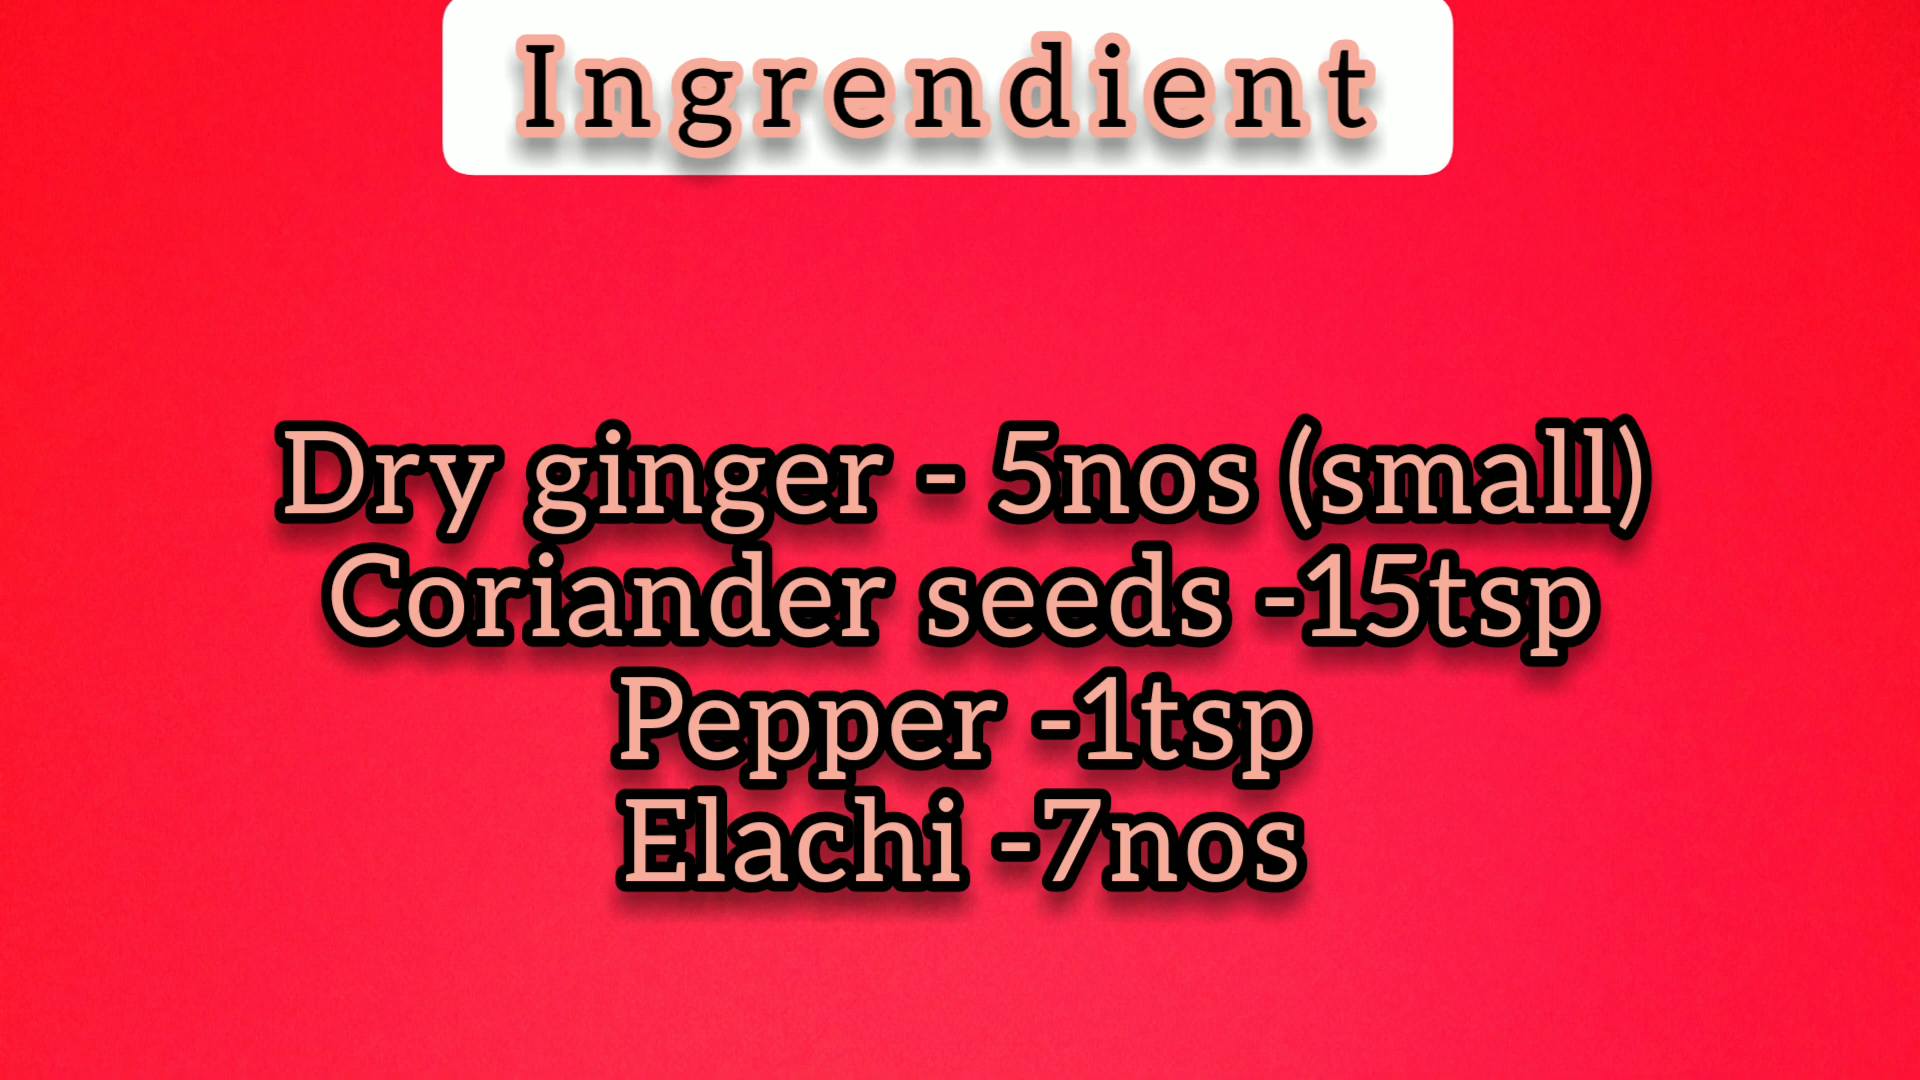 Ingrendient
Dry ginger - 5nos (small)
Coriander seeds -15tsp
Pepper -1tsp
Elachi -7nos